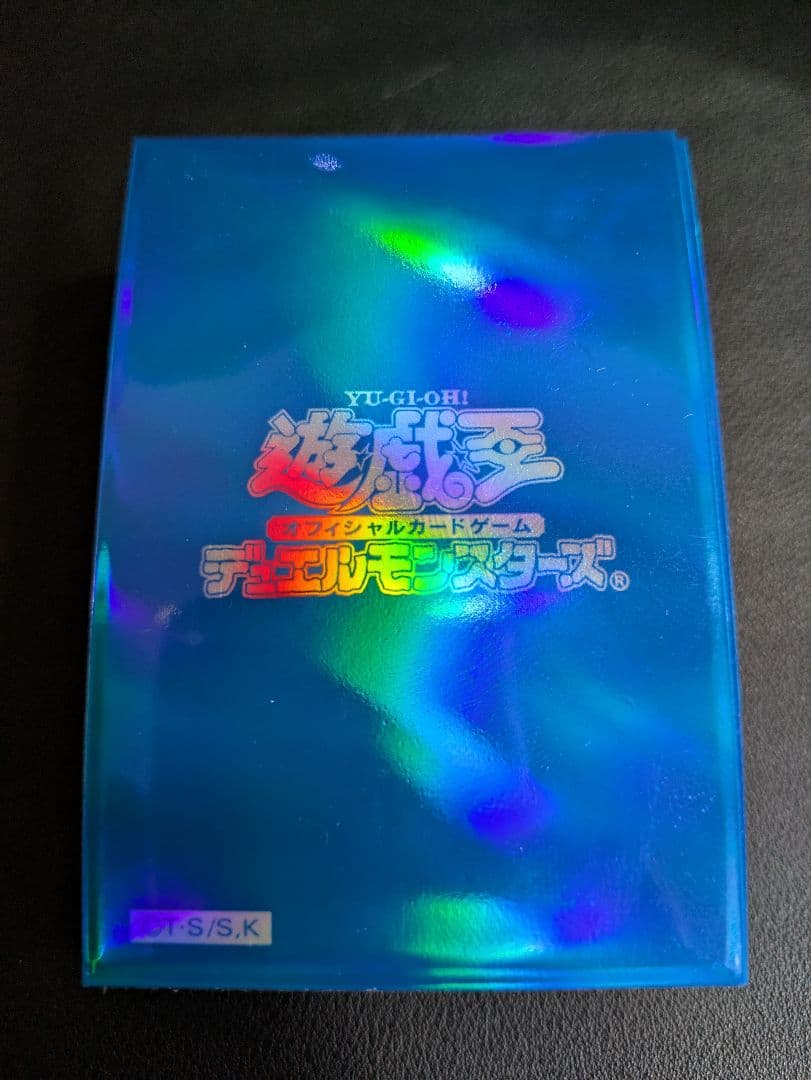 YU-GI-OH!
遊戯王
オフィシャルカードゲーム
デュエルモンスターズ®
©T·S/S,K